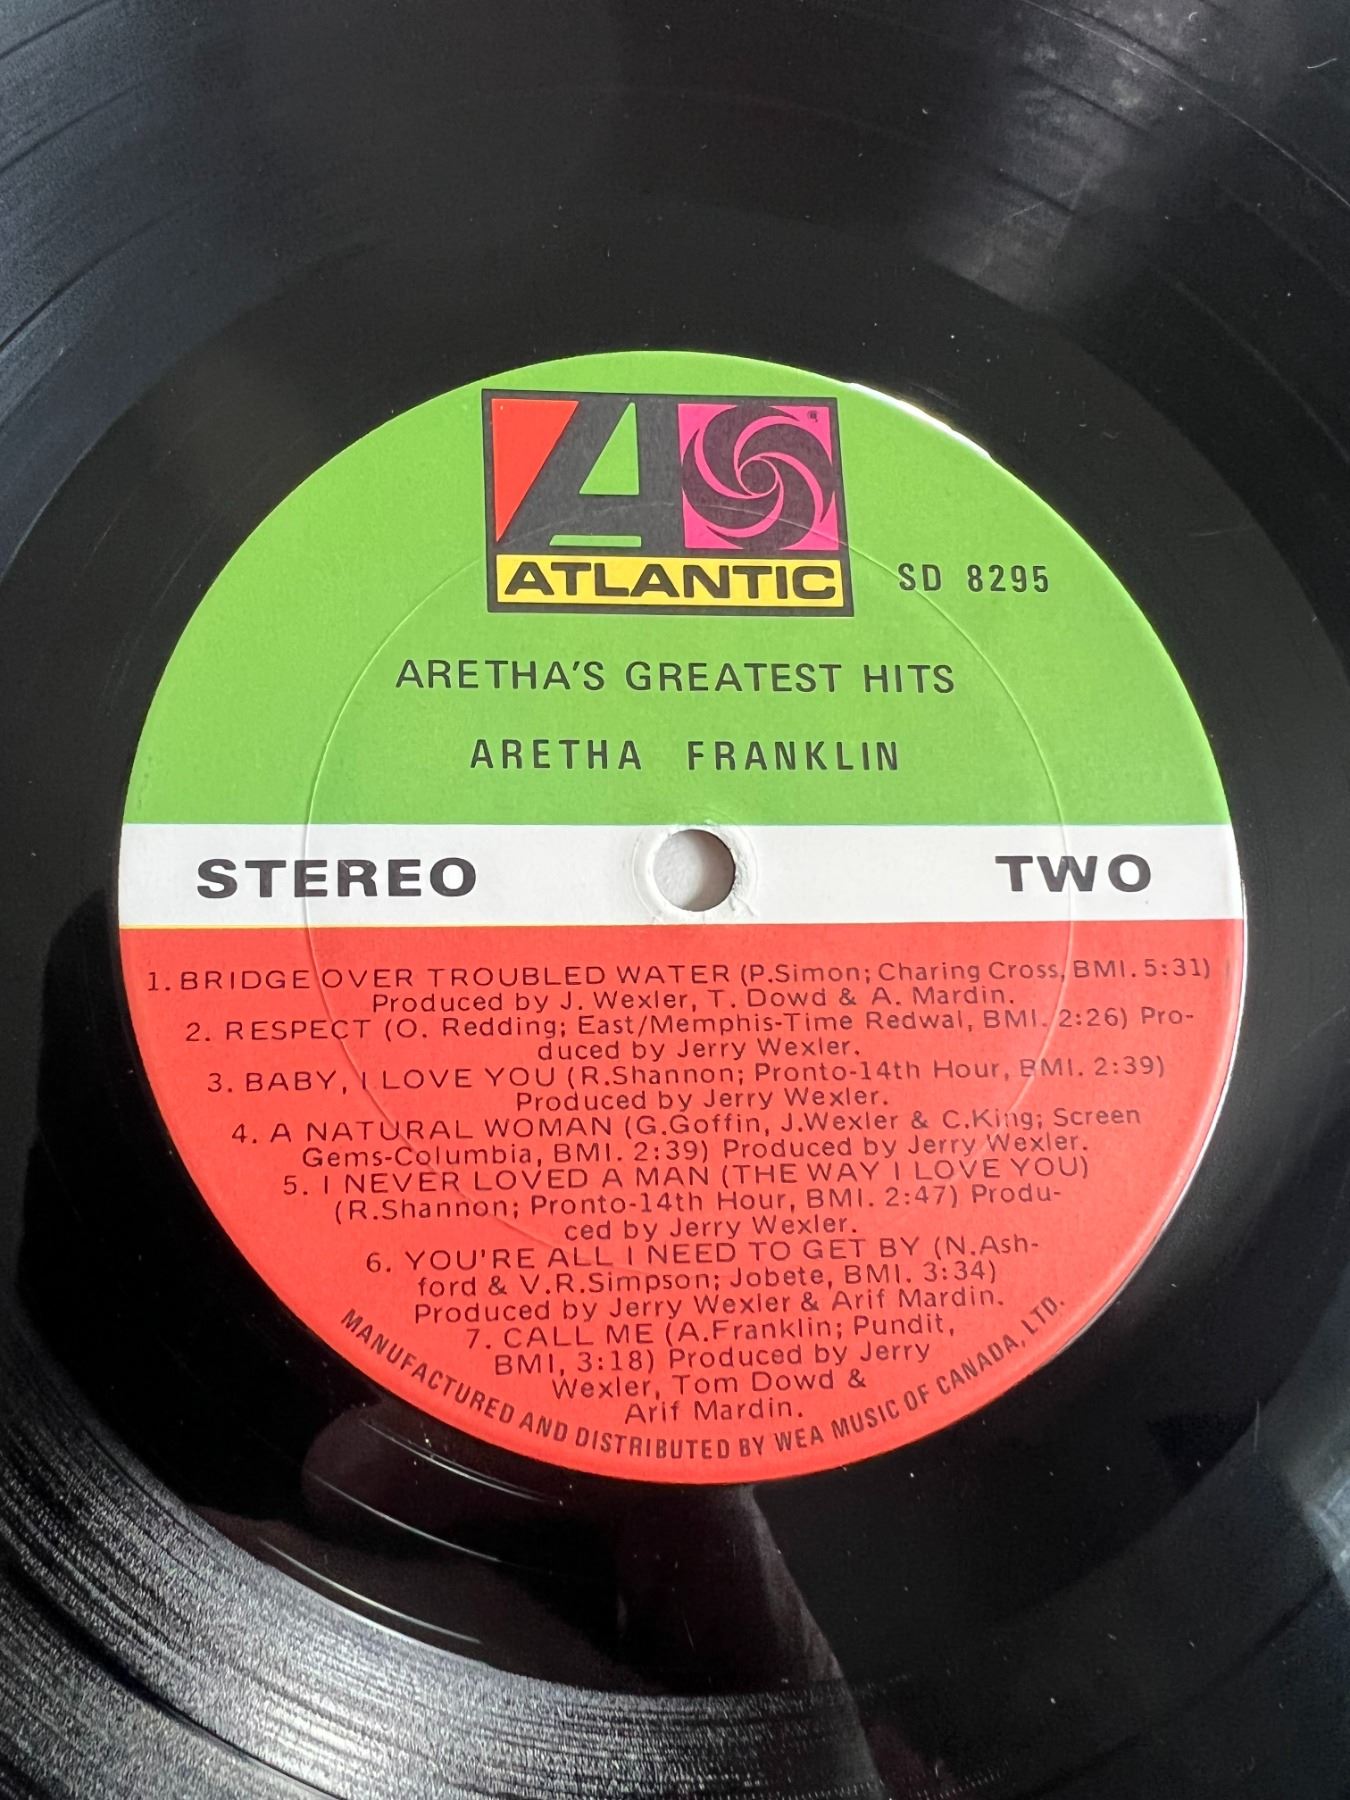 ATLANTIC
®
SD 8295
ARETHA'S GREATEST HITS
ARETHA FRANKLIN
STEREO
TWO
1. BRIDGE OVER TROUBLED WATER (P.Simon; Charing Cross, BMI. 5:31)
Produced by J. Wexler, T. Dowd & A. Mardin.
2. RESPECT (O. Redding; East/Memphis-Time Redwal, BMI. 2:26) Pro-
duced by Jerry Wexler.
3. BABY, I LOVE YOU (R.Shannon; Pronto-14th Hour, BMI. 2:39)
Produced by Jerry Wexler.
4. A NATURAL WOMAN (G.Goffin, J.Wexler & C.King; Screen
Gems-Columbia, BMI. 2:39) Produced by Jerry Wexler.
5. I NEVER LOVED A MAN (THE WAY I LOVE YOU)
(R.Shannon; Pronto-14th Hour, BMI. 2:47) Produ-
ced by Jerry Wexler.
6. YOU'RE ALL I NEED TO GET BY (N.Ash-
ford & V.R.Simpson; Jobete, BMI. 3:34)
Produced by Jerry Wexler & Arif Mardin.
7. CALL ME (A.Franklin; Pundit,
BMI, 3:18) Produced by Jerry
Wexler, Tom Dowd &
Arif Mardin.
MANUFACTURED AND DISTRIBUTED BY WEA MUSIC OF CANADA, LTD.